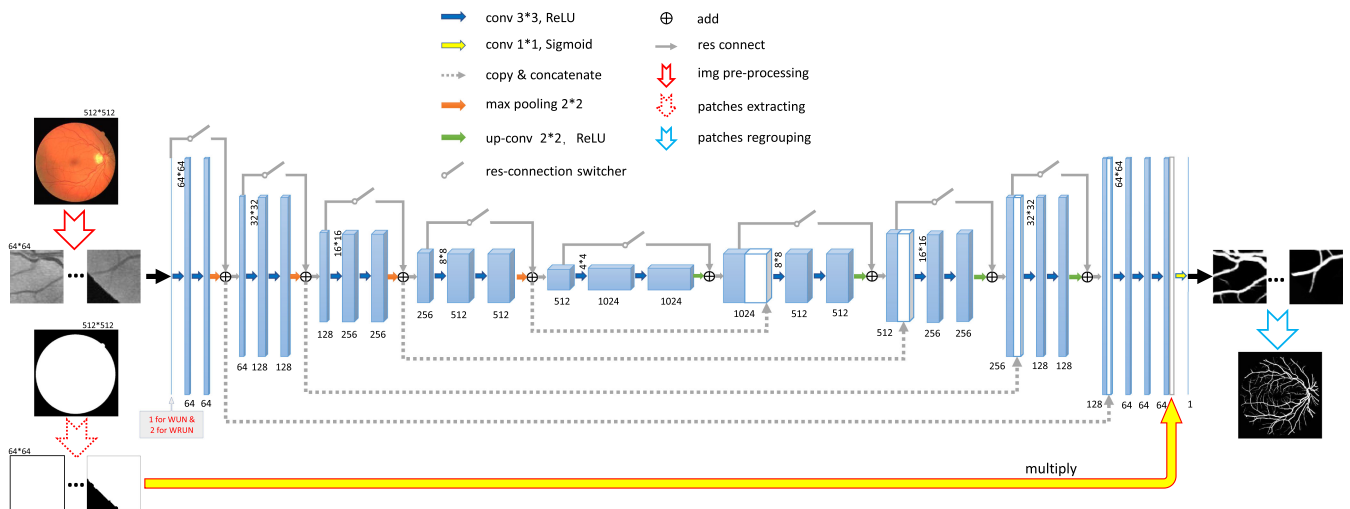 conv 3*3, ReLU
conv 1*1, Sigmoid
copy & concatenate
max pooling 2*2
up-conv 2*2, ReLU
res-connection switcher
add
res connect
img pre-processing
patches extracting
patches regrouping
512*512
64*64
512*512
64*64
1 for WUN &
2 for WRUN
64*64
64
64
32*32
64
128
128
16*16
128
256
256
8*8
256
512
512
4*4
512
1024
1024
8*8
1024
512
512
16*16
512
256
256
32*32
256
128
128
64*64
128
64
64
64
1
multiply